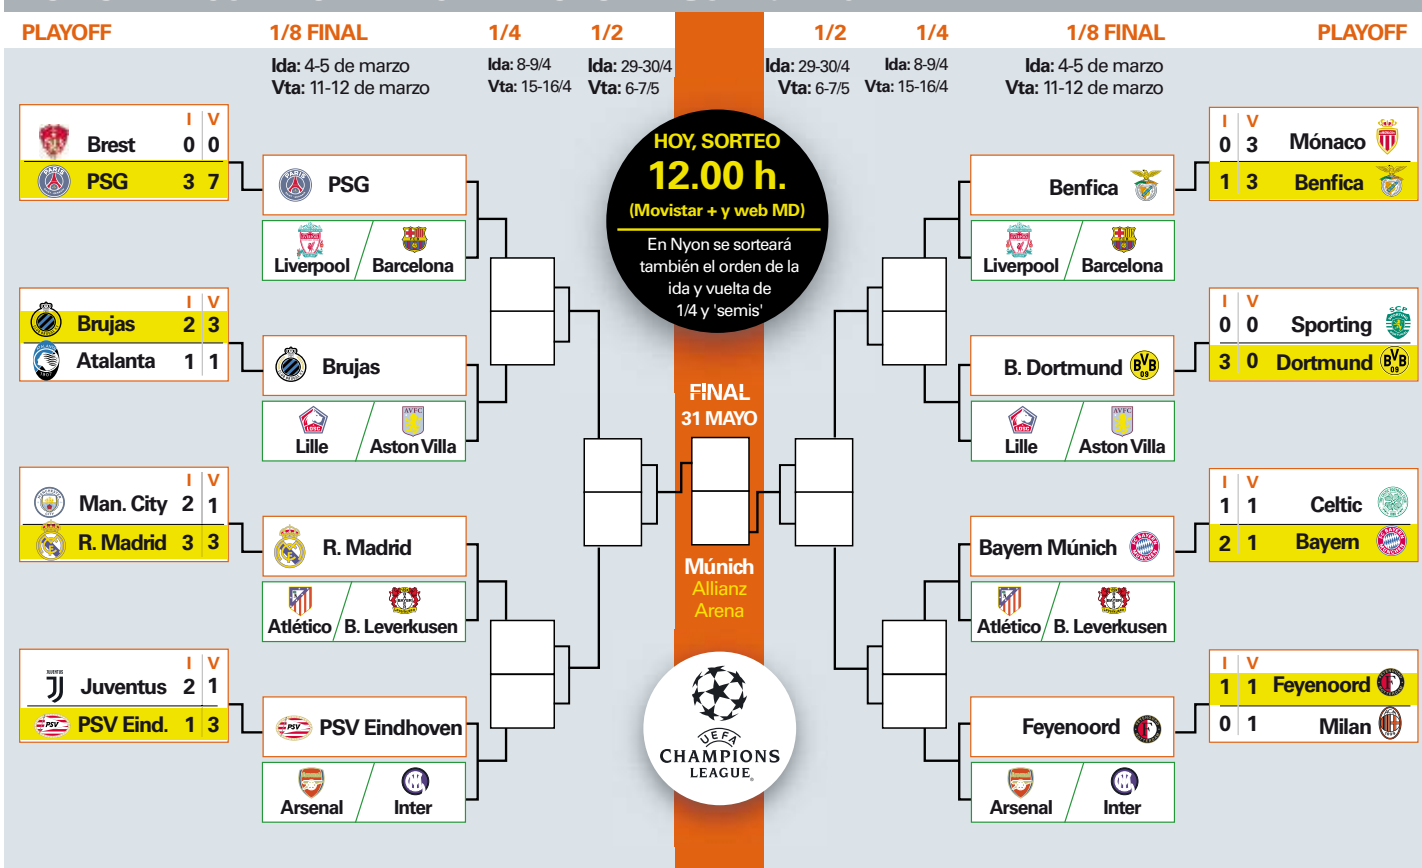 PLAYOFF 1/8 FINAL 1/4 1/2 1/2 1/4 1/8 FINAL PLAYOFF
Ida: 4-5 de marzo
Vta: 11-12 de marzo
Ida: 8-9/4
Vta: 15-16/4
Ida: 29-30/4
Vta: 6-7/5
Ida: 29-30/4
Vta: 6-7/5
Ida: 8-9/4
Vta: 15-16/4
Ida: 4-5 de marzo
Vta: 11-12 de marzo
I V
Brest 0 0
PSG 3 7
I V
Brujas 2 3
Atalanta 1 1
I V
Man. City 2 1
R. Madrid 3 3
I V
Juventus 2 1
PSV Eind. 1 3
PSG
Liverpool Barcelona
Brujas
Lille Aston Villa
R. Madrid
Atlético B. Leverkusen
PSV Eindhoven
Arsenal Inter
HOY, SORTEO
12.00 h.
(Movistar + y web MD)
En Nyon se sorteará
también el orden de la
ida y vuelta de
1/4 y 'semis'
FINAL
31 MAYO
Múnich
Allianz
Arena
UEFA
CHAMPIONS
LEAGUE
Benfica
Liverpool Barcelona
B. Dortmund
Lille Aston Villa
Bayern Múnich
Atlético B. Leverkusen
Feyenoord
Arsenal Inter
I V
0 3 Mónaco
1 3 Benfica
I V
0 0 Sporting
3 0 Dortmund
I V
1 1 Celtic
2 1 Bayern
I V
1 1 Feyenoord
0 1 Milan